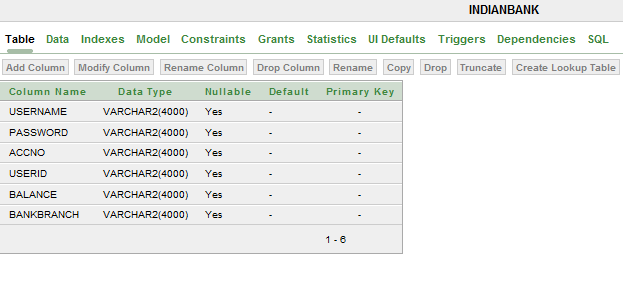 INDIANBANK
Table Data Indexes Model Constraints Grants Statistics UI Defaults Triggers Dependencies SQL
Add Column Modify Column Rename Column Drop Column Rename Copy Drop Truncate Create Lookup Table
Column Name Data Type Nullable Default Primary Key
USERNAME VARCHAR2(4000) Yes - -
PASSWORD VARCHAR2(4000) Yes - -
ACCNO VARCHAR2(4000) Yes - -
USERID VARCHAR2(4000) Yes - -
BALANCE VARCHAR2(4000) Yes - -
BANKBRANCH VARCHAR2(4000) Yes - -
1 - 6